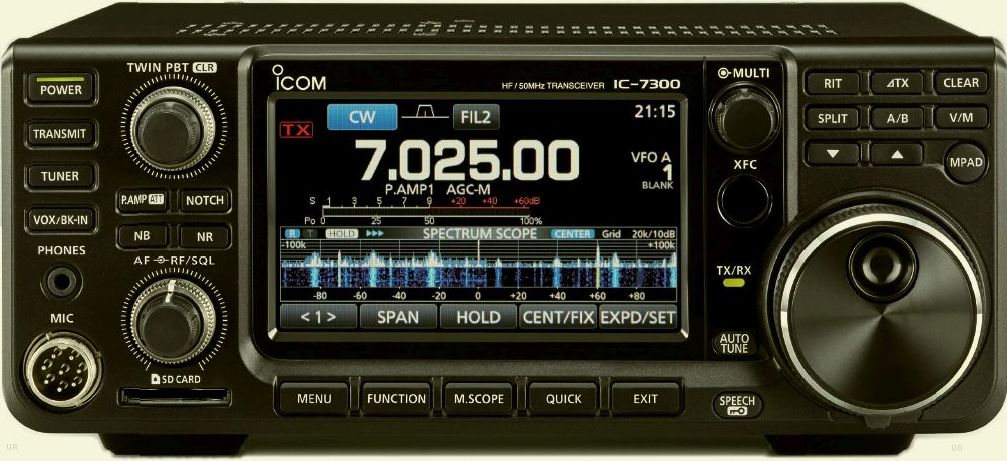 TWIN PBT CLR
POWER
TRANSMIT
TUNER
VOX/BK-IN
PHONES
MIC
P.AMP ATT
NOTCH
NB
NR
AF RF/SQL
SD CARD
ICOM
HF / 50MHz TRANSCEIVER IC-7300
CW
FIL2
21:15
TX
7.025.00
VFO A
1
BLANK
P.AMP1 AGC-M
S 1 3 5 7 9 +20 +40 +60dB
Po 0 25 50 100%
R T HOLD SPECTRUM SCOPE CENTER Grid 20k/10dB
-100k +100k
-80 -60 -40 -20 0 +20 +40 +60 +80
< 1 > SPAN HOLD CENT/FIX EXPD/SET
MENU FUNCTION M.SCOPE QUICK EXIT
MULTI
XFC
TX/RX
AUTO
TUNE
SPEECH
RIT ΔTX CLEAR
SPLIT A/B V/M
MPAD
UR
UR